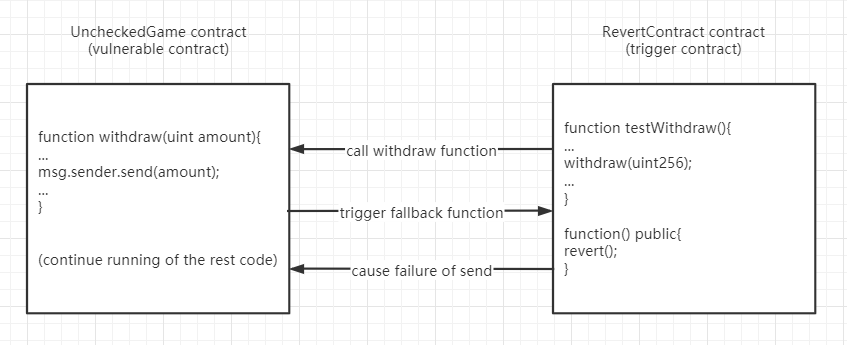 UncheckedGame contract
(vulnerable contract)
RevertContract contract
(trigger contract)
function withdraw(uint amount){
...
msg.sender.send(amount);
...
}
(continue running of the rest code)
call withdraw function
trigger fallback function
cause failure of send
function testWithdraw(){
...
withdraw(uint256);
...
}
function() public{
revert();
}